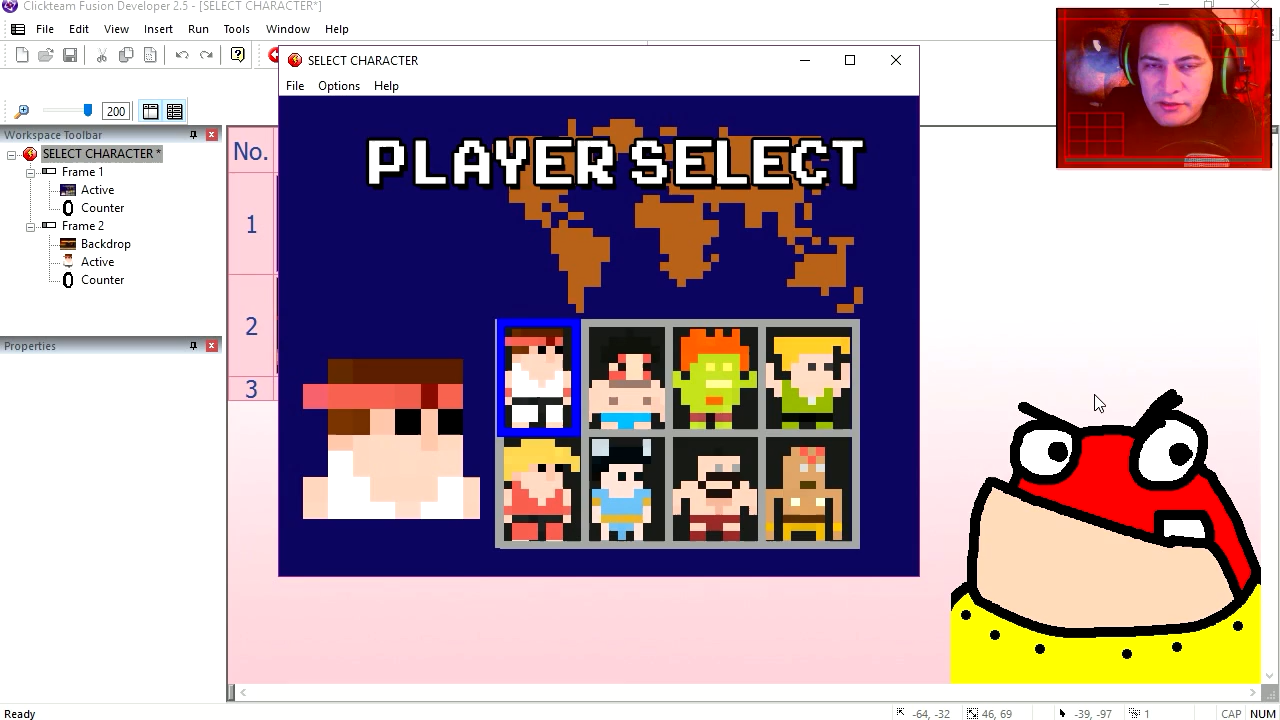 Clickteam Fusion Developer 2.5 - [SELECT CHARACTER*]
File Edit View Insert Run Tools Window Help
SELECT CHARACTER
File Options Help
200
Workspace Toolbar
SELECT CHARACTER *
Frame 1
Active
Counter
Frame 2
Backdrop
Active
Counter
Properties
No.
1
2
3
PLAYER SELECT
Ready
-64, -32
46, 69
-39, -97
1
CAP
NUM